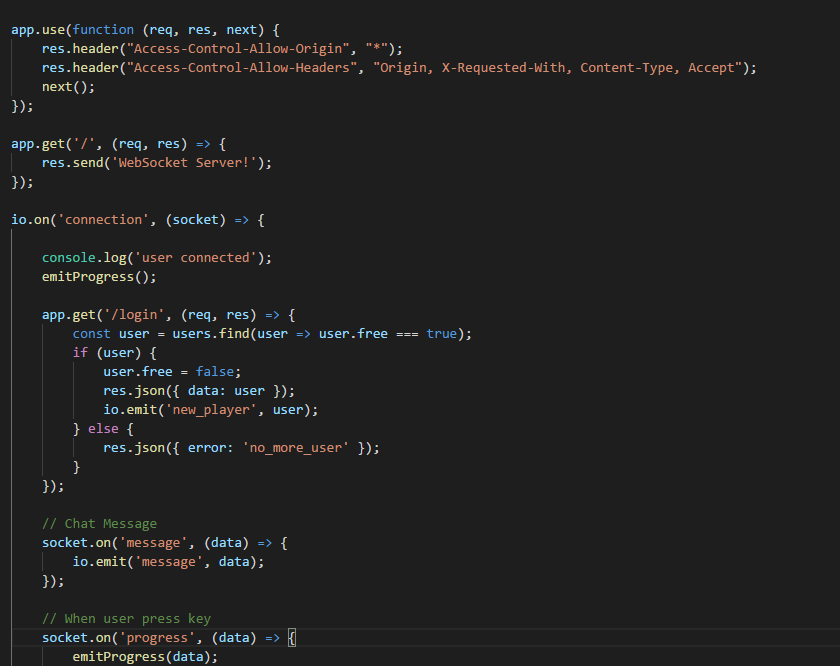 app.use(function (req, res, next) {
    res.header("Access-Control-Allow-Origin", "*");
    res.header("Access-Control-Allow-Headers", "Origin, X-Requested-With, Content-Type, Accept");
    next();
});
app.get('/', (req, res) => {
    res.send('WebSocket Server!');
});
io.on('connection', (socket) => {
    console.log('user connected');
    emitProgress();
    app.get('/login', (req, res) => {
        const user = users.find(user => user.free === true);
        if (user) {
            user.free = false;
            res.json({ data: user });
            io.emit('new_player', user);
        } else {
            res.json({ error: 'no_more_user' });
        }
    });
    // Chat Message
    socket.on('message', (data) => {
        io.emit('message', data);
    });
    // When user press key
    socket.on('progress', (data) => {
        emitProgress(data);